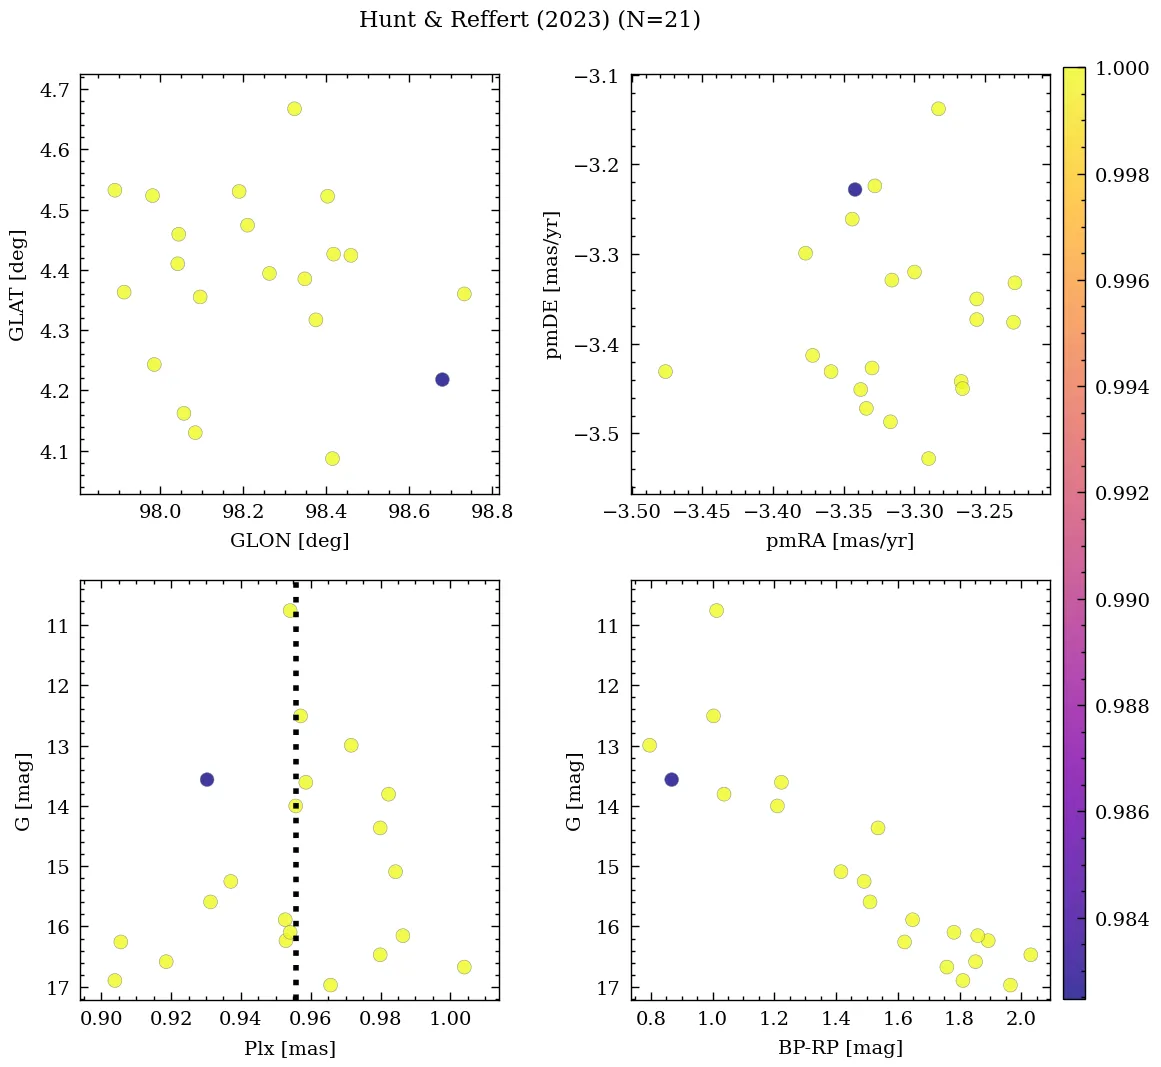 Hunt & Reffert (2023) (N=21)
4.7
4.6
4.5
4.4
4.3
4.2
4.1
GLAT [deg]
98.0 98.2 98.4 98.6 98.8
GLON [deg]
−3.1
−3.2
−3.3
−3.4
−3.5
pmDE [mas/yr]
−3.50 −3.45 −3.40 −3.35 −3.30 −3.25
pmRA [mas/yr]
1.000
0.998
0.996
0.994
0.992
0.990
0.988
0.986
0.984
11
12
13
14
15
16
17
G [mag]
0.90 0.92 0.94 0.96 0.98 1.00
Plx [mas]
11
12
13
14
15
16
17
G [mag]
0.8 1.0 1.2 1.4 1.6 1.8 2.0
BP-RP [mag]